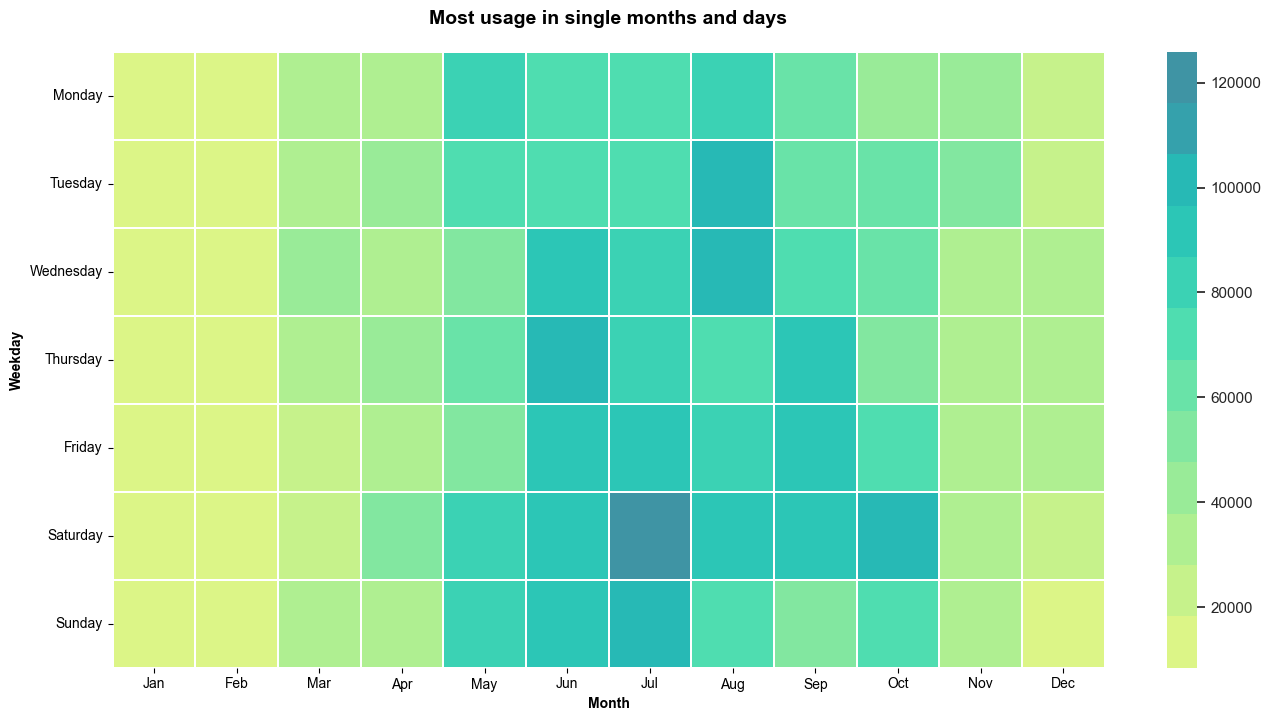 Most usage in single months and days
Weekday
Monday
Tuesday
Wednesday
Thursday
Friday
Saturday
Sunday
Jan Feb Mar Apr May Jun Jul Aug Sep Oct Nov Dec
Month
120000
100000
80000
60000
40000
20000